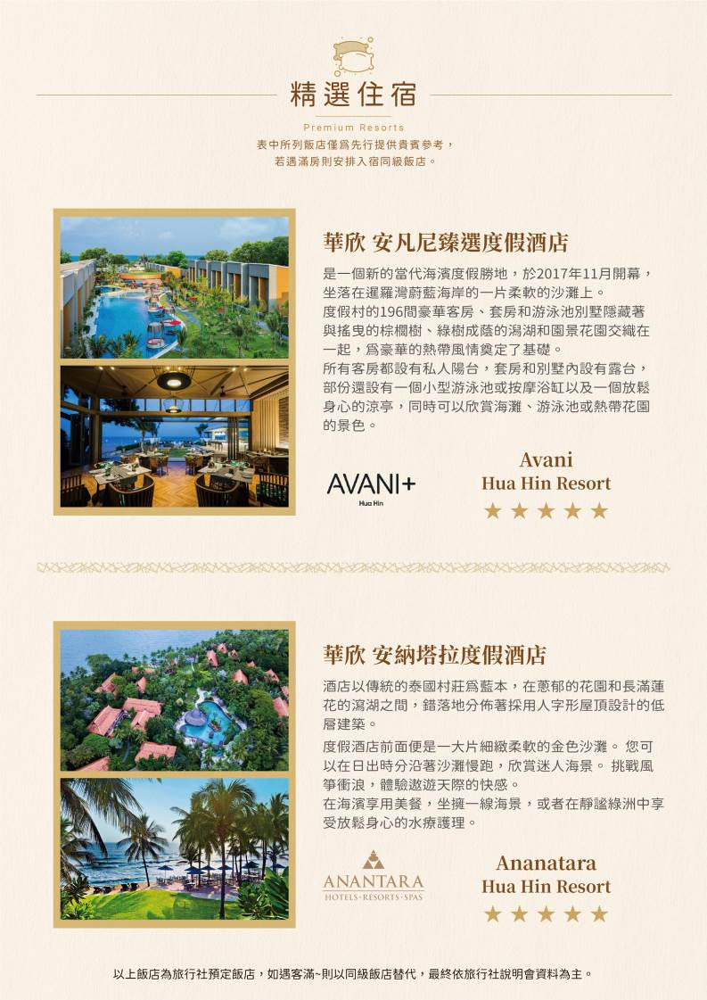 精選住宿
Premium Resorts
表中所列飯店僅爲先行提供貴賓參考，
若遇滿房則安排入宿同級飯店。
華欣 安凡尼臻選度假酒店
是一個新的當代海濱度假勝地，於2017年11月開幕，
坐落在暹羅灣蔚藍海岸的一片柔軟的沙灘上。
度假村的196間豪華客房、套房和游泳池別墅隱藏著
與搖曳的棕櫚樹、綠樹成蔭的潟湖和園景花園交織在
一起，爲豪華的熱帶風情奠定了基礎。
所有客房都設有私人陽台，套房和別墅內設有露台，
部份還設有一個小型游泳池或按摩浴缸以及一個放鬆
身心的涼亭，同時可以欣賞海灘、游泳池或熱帶花園
的景色。
AVANI+
Hua Hin
Avani
Hua Hin Resort
華欣 安納塔拉度假酒店
酒店以傳統的泰國村莊爲藍本，在蔥郁的花園和長滿蓮
花的瀉湖之間，錯落地分佈著採用人字形屋頂設計的低
層建築。
度假酒店前面便是一大片細緻柔軟的金色沙灘。 您可
以在日出時分沿著沙灘慢跑，欣賞迷人海景。 挑戰風
箏衝浪，體驗遨遊天際的快感。
在海濱享用美餐，坐擁一線海景，或者在靜謐綠洲中享
受放鬆身心的水療護理。
ANANTARA
HOTELS·RESORTS·SPAS
Ananatara
Hua Hin Resort
以上飯店為旅行社預定飯店，如遇客滿~則以同級飯店替代，最終依旅行社說明會資料為主。